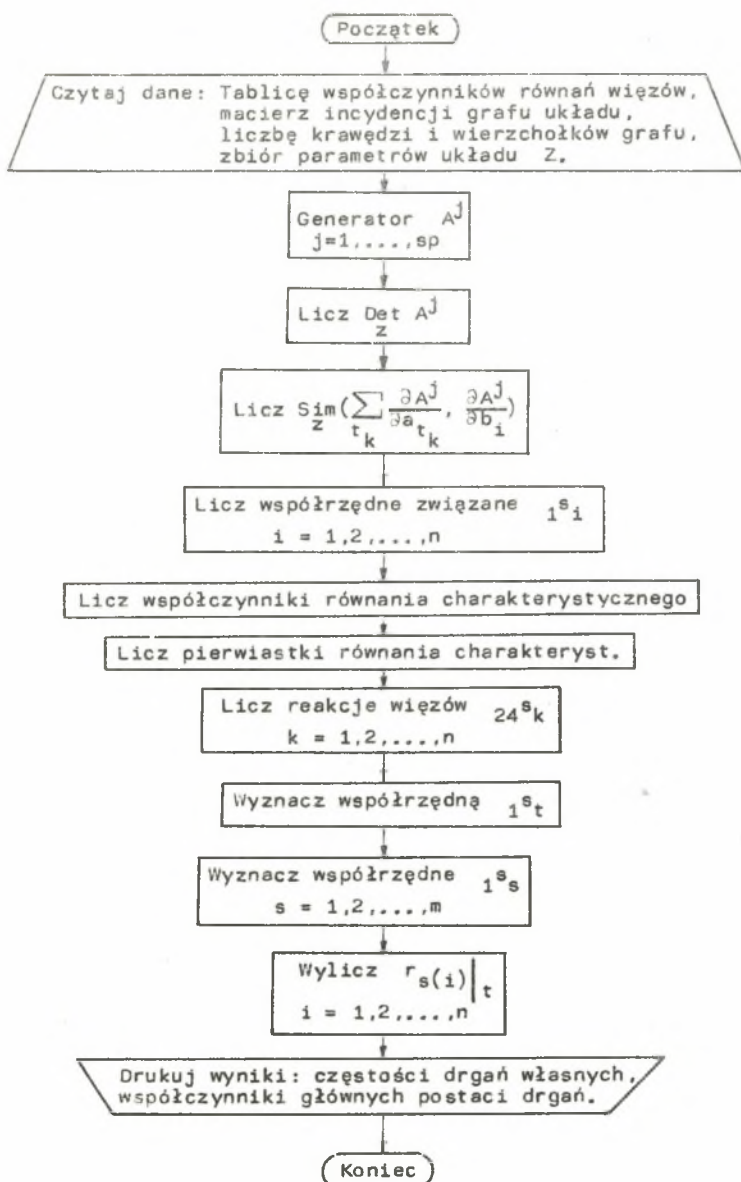 Początek
Czytaj dane: Tablicę współczynników równań więzów,
macierz incydencji grafu układu,
liczbę krawędzi i wierzchołków grafu,
zbiór parametrów układu Z.
Generator A^j
j=1,...,sp
Licz Det A^j
z
Licz Sim(∑ ∂A^j/∂a_{t_k}, ∂A^j/∂b_i)
z t_k
Licz współrzędne związane ₁s_i
i = 1,2,...,n
Licz współczynniki równania charakterystycznego
Licz pierwiastki równania charakteryst.
Licz reakcje więzów ₂₄s_k
k = 1,2,...,n
Wyznacz współrzędną ₁s_t
Wyznacz współrzędne ₁s_s
s = 1,2,...,m
Wylicz r_{s(i)}|_t
i = 1,2,...,n
Drukuj wyniki: częstości drgań własnych,
współczynniki głównych postaci drgań.
Koniec